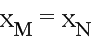 x_M = x_N